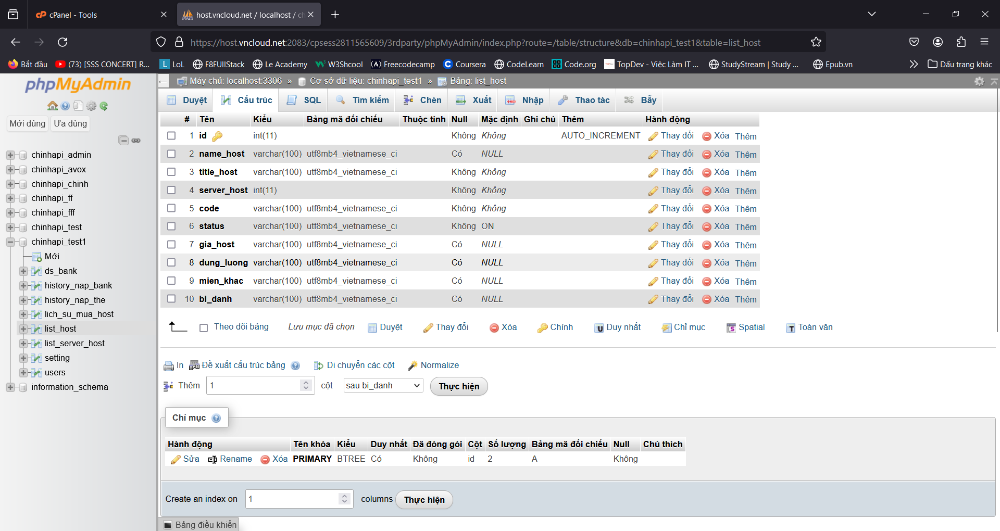 cPanel - Tools
host.vncloud.net / localhost / ch
https://host.vncloud.net:2083/cpsess2811565609/3rdparty/phpMyAdmin/index.php?route=/table/structure&db=chinhapi_test1&table=list_host
Bắt đầu (73) [SSS CONCERT] R... L LoL F8FUllStack Le Academy W3Shcool Freecodecamp Coursera CodeLearn Code.org TopDev - Việc Làm IT ... StudyStream | Study ... Epub.vn Dấu trang khác
phpMyAdmin
Mới dùng Ưa dùng
chinhapi_admin
chinhapi_avox
chinhapi_chinh
chinhapi_ff
chinhapi_fff
chinhapi_test
chinhapi_test1
Mới
ds_bank
history_nap_bank
history_nap_the
lich_su_mua_host
list_host
list_server_host
setting
users
information_schema
Máy chủ: localhost:3306 » Cơ sở dữ liệu: chinhapi_test1 » Bảng: list_host
Duyệt Cấu trúc SQL Tìm kiếm Chèn Xuất Nhập Thao tác Bẫy
# Tên Kiểu Bảng mã đối chiếu Thuộc tính Null Mặc định Ghi chú Thêm Hành động
1 id int(11) Không Không AUTO_INCREMENT Thay đổi Xóa Thêm
2 name_host varchar(100) utf8mb4_vietnamese_ci Có NULL Thay đổi Xóa Thêm
3 title_host varchar(100) utf8mb4_vietnamese_ci Không Không Thay đổi Xóa Thêm
4 server_host int(11) Không Không Thay đổi Xóa Thêm
5 code varchar(100) utf8mb4_vietnamese_ci Không Không Thay đổi Xóa Thêm
6 status varchar(100) utf8mb4_vietnamese_ci Không ON Thay đổi Xóa Thêm
7 gia_host varchar(100) utf8mb4_vietnamese_ci Có NULL Thay đổi Xóa Thêm
8 dung_luong varchar(100) utf8mb4_vietnamese_ci Có NULL Thay đổi Xóa Thêm
9 mien_khac varchar(100) utf8mb4_vietnamese_ci Có NULL Thay đổi Xóa Thêm
10 bi_danh varchar(100) utf8mb4_vietnamese_ci Có NULL Thay đổi Xóa Thêm
Theo dõi bảng Lưu mục đã chọn Duyệt Thay đổi Xóa Chính Duy nhất Chỉ mục Spatial Toàn văn
In Đề xuất cấu trúc bảng Di chuyển các cột Normalize
Thêm 1 cột sau bi_danh Thực hiện
Chỉ mục
Hành động Tên khóa Kiểu Duy nhất Đã đóng gói Cột Số lượng Bảng mã đối chiếu Null Chú thích
Sửa Rename Xóa PRIMARY BTREE Có Không id 2 A Không
Create an index on 1 columns Thực hiện
Bảng điều khiển